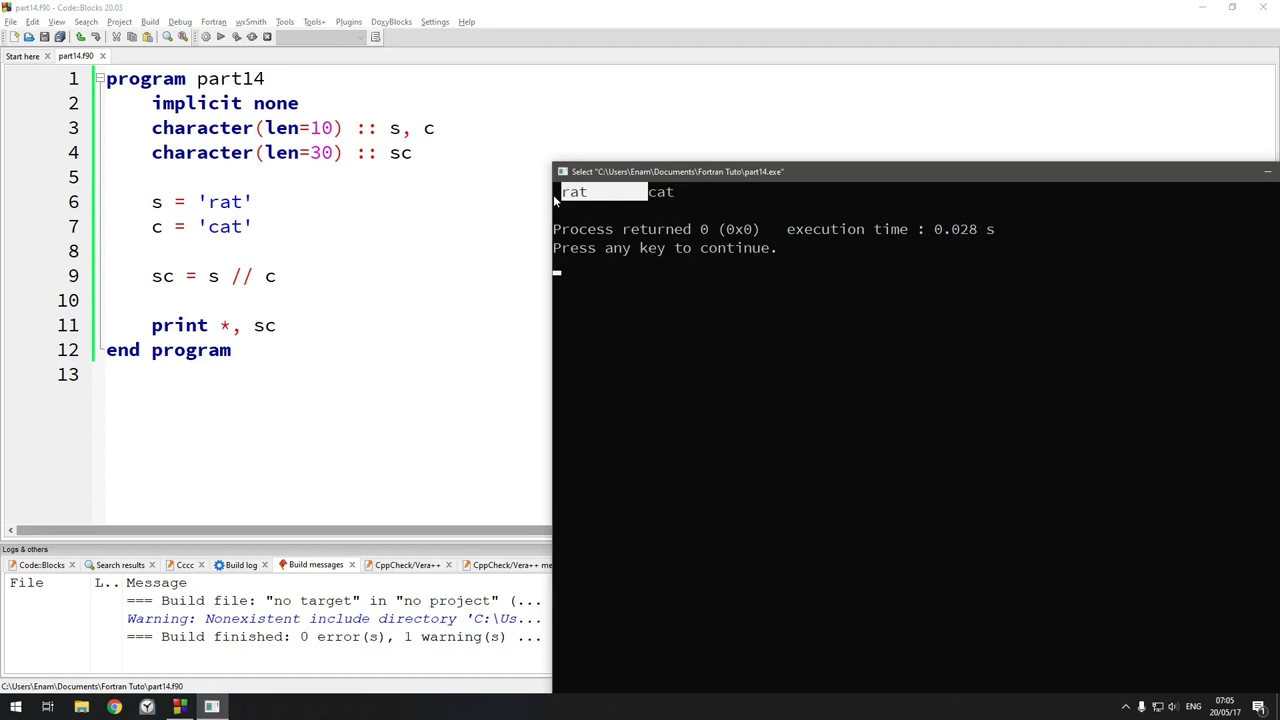 part14.f90 - Code::Blocks 20.03
File Edit View Search Project Build Debug Fortran wxSmith Tools Tools+ Plugins DoxyBlocks Settings Help
Start here part14.f90
1 program part14
2 implicit none
3 character(len=10) :: s, c
4 character(len=30) :: sc
5
6 s = 'rat'
7 c = 'cat'
8
9 sc = s // c
10
11 print *, sc
12 end program
13
Select "C:\Users\Enam\Documents\Fortran Tuto\part14.exe"
rat       cat
Process returned 0 (0x0)   execution time : 0.028 s
Press any key to continue.
Logs & others
Code::Blocks Search results Cccc Build log Build messages CppCheck/Vera++ CppCheck/Vera++ me
File L.. Message
=== Build file: "no target" in "no project" (...
Warning: Nonexistent include directory 'C:\Us...
=== Build finished: 0 error(s), 1 warning(s) ...
C:\Users\Enam\Documents\Fortran Tuto\part14.f90
ENG
07:05
20/05/17
1